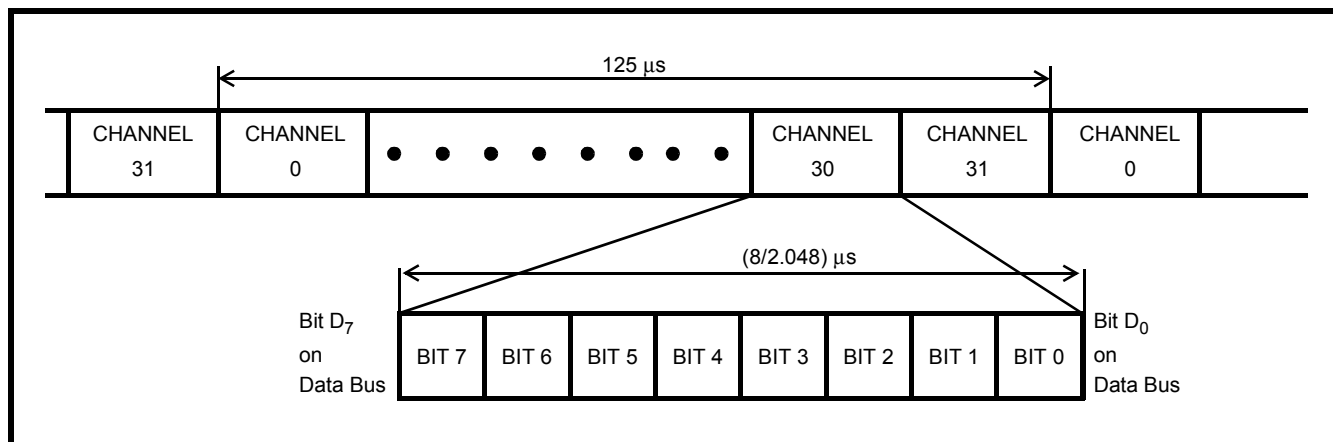 125 μs
CHANNEL 31
CHANNEL 0
CHANNEL 30
CHANNEL 31
CHANNEL 0
(8/2.048) μs
Bit D7 on Data Bus
BIT 7
BIT 6
BIT 5
BIT 4
BIT 3
BIT 2
BIT 1
BIT 0
Bit D0 on Data Bus